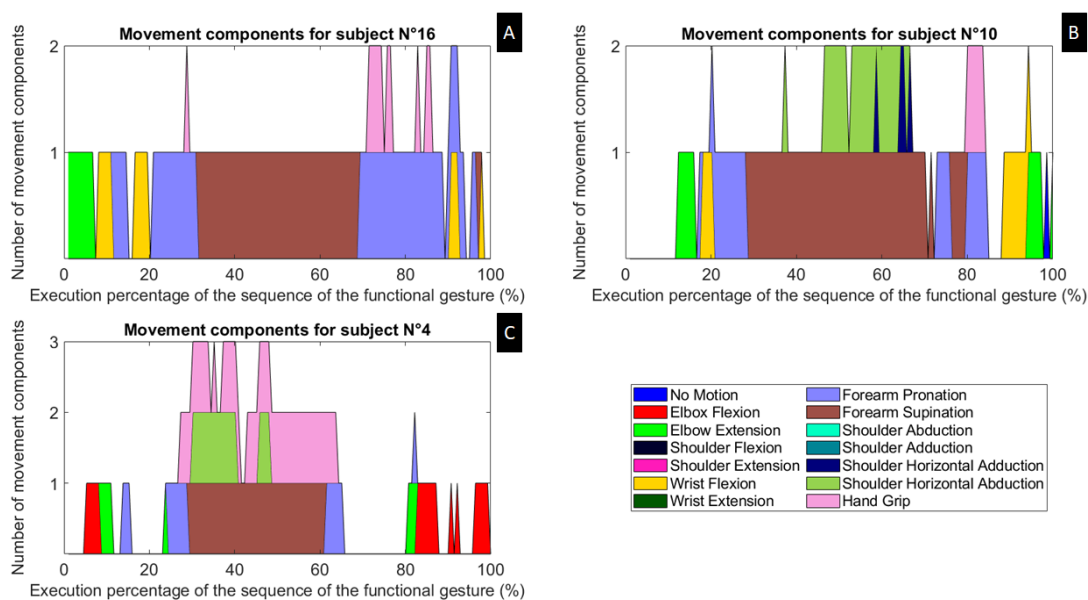 Movement components for subject N°16
A
Number of movement components
2
1
0 20 40 60 80 100
Execution percentage of the sequence of the functional gesture (%)
Movement components for subject N°10
B
Number of movement components
2
1
0 20 40 60 80 100
Execution percentage of the sequence of the functional gesture (%)
Movement components for subject N°4
C
Number of movement components
3
2
1
0
0 20 40 60 80 100
Execution percentage of the sequence of the functional gesture (%)
No Motion
Elbox Flexion
Elbow Extension
Shoulder Flexion
Shoulder Extension
Wrist Flexion
Wrist Extension
Forearm Pronation
Forearm Supination
Shoulder Abduction
Shoulder Adduction
Shoulder Horizontal Adduction
Shoulder Horizontal Abduction
Hand Grip